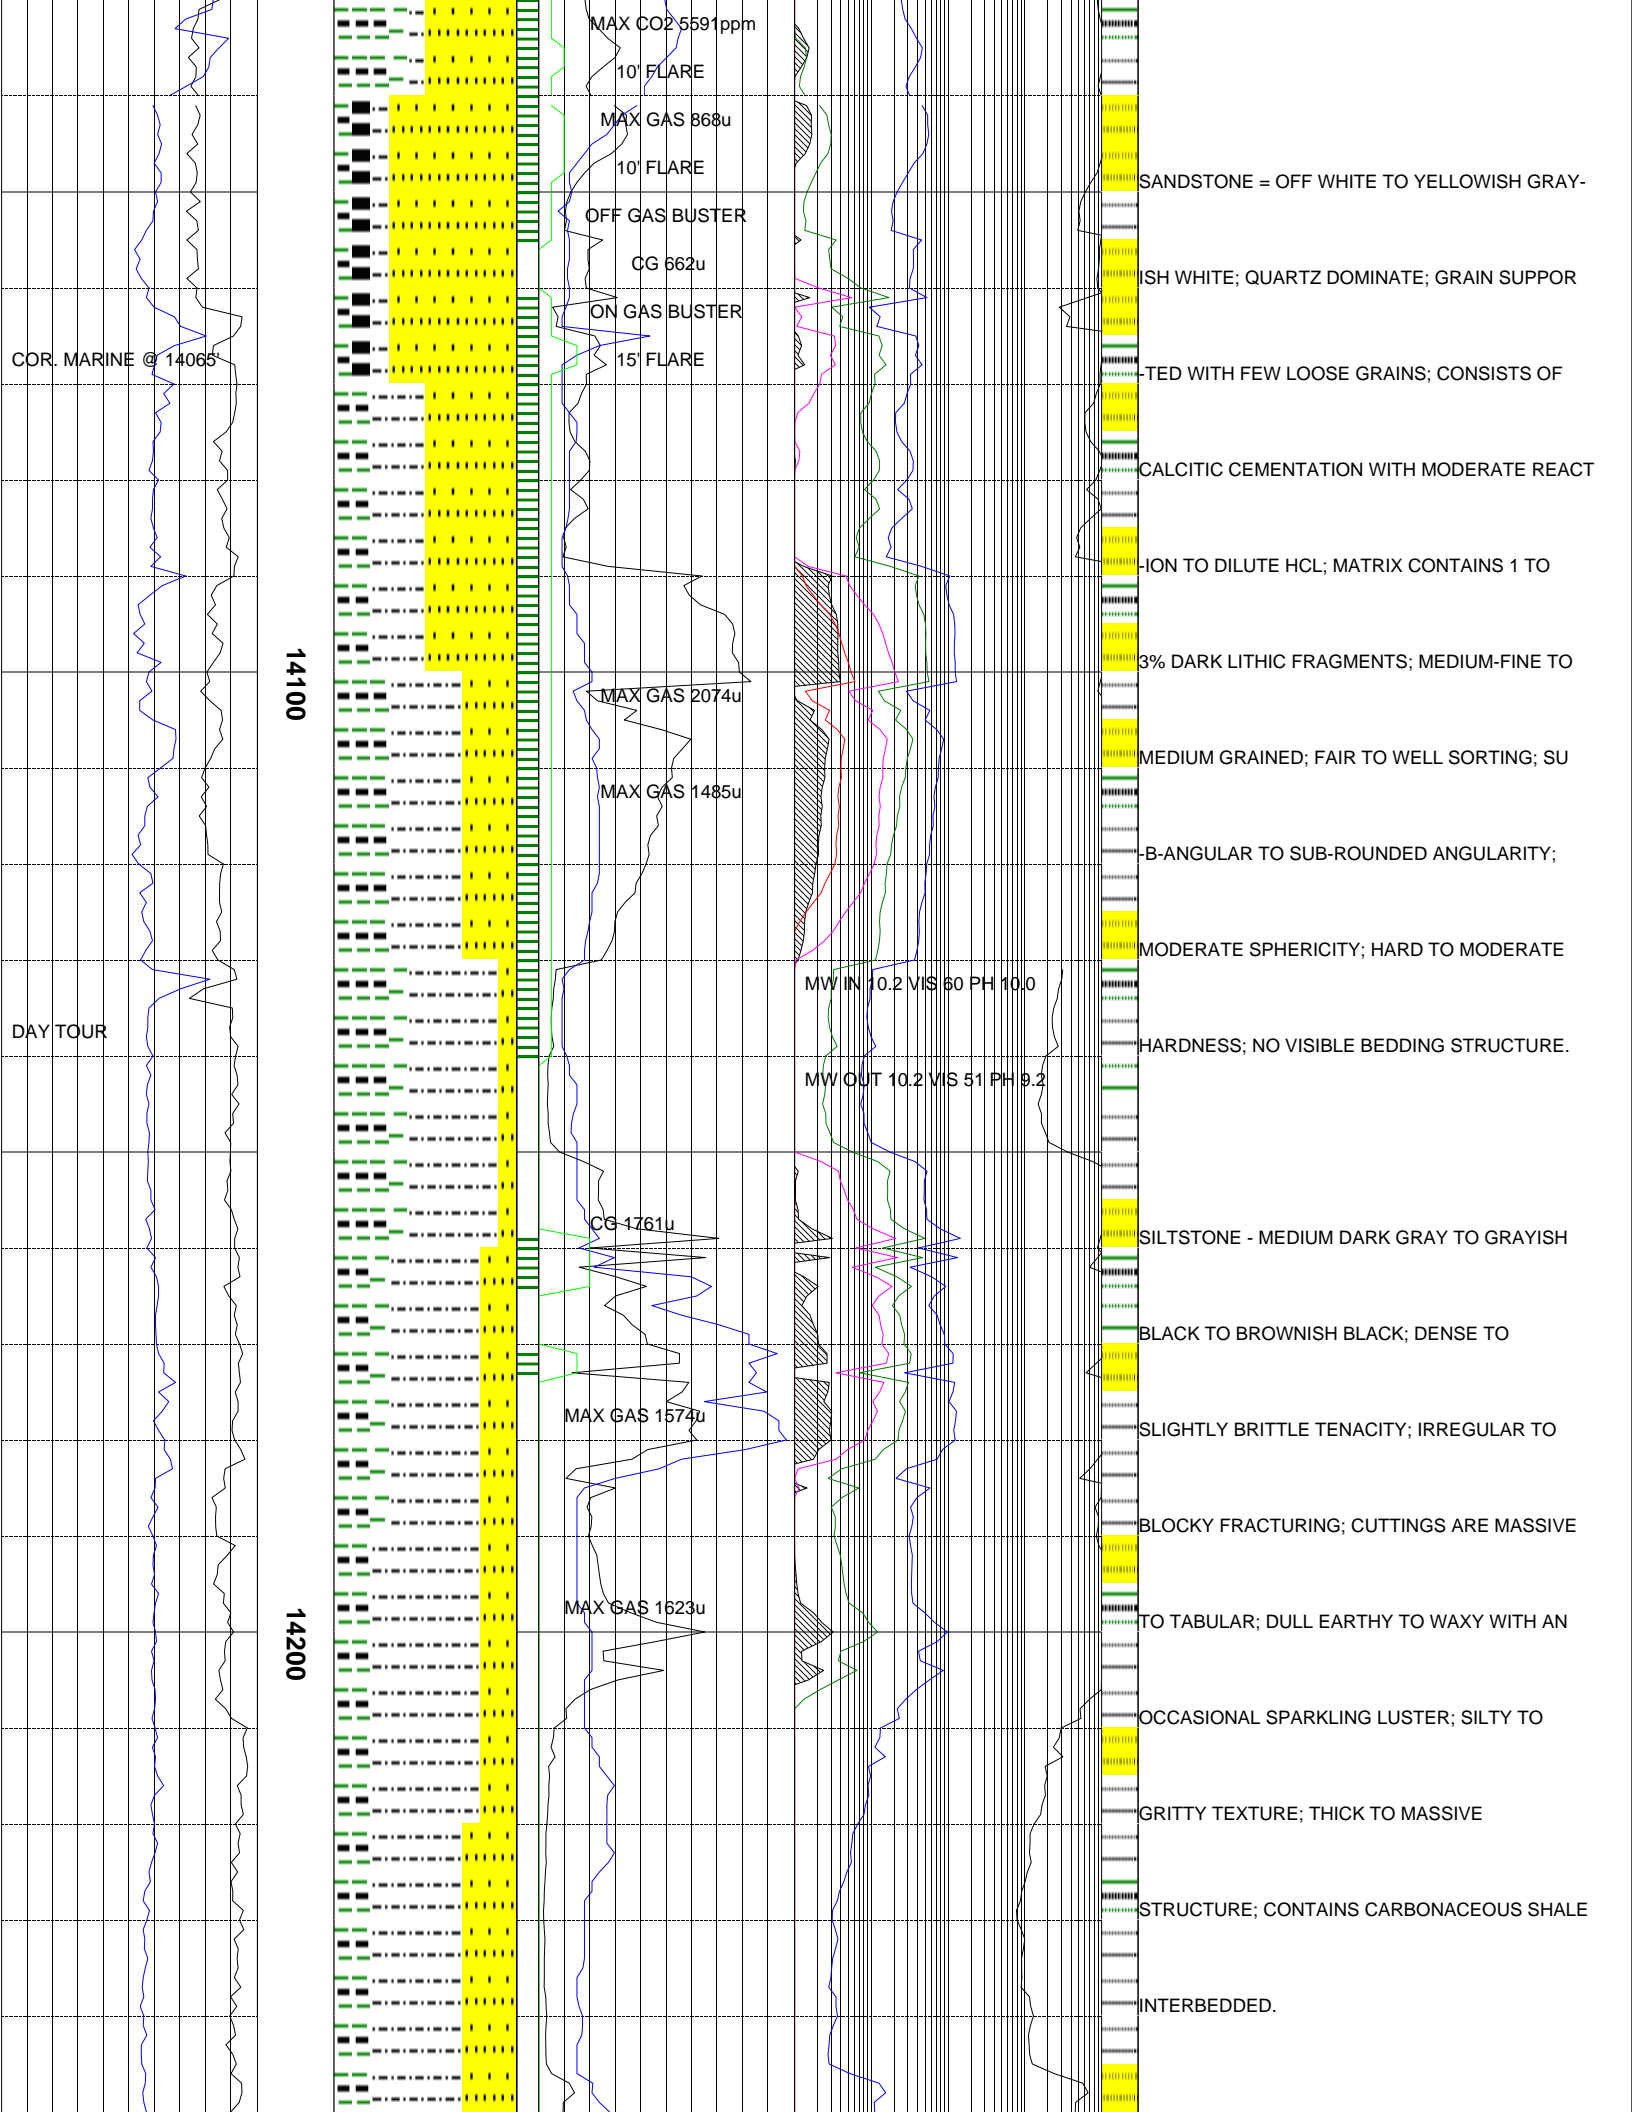 MAX CO2 5591ppm
10' FLARE
MAX GAS 868u
10' FLARE
OFF GAS BUSTER
CG 662u
ON GAS BUSTER
15' FLARE
COR. MARINE @ 14065'
14100
MAX GAS 2074u
MAX GAS 1485u
MW IN 10.2 VIS 60 PH 10.0
DAY TOUR
MW OUT 10.2 VIS 51 PH 9.2
CG 1761u
MAX GAS 1574u
MAX GAS 1623u
14200
SANDSTONE = OFF WHITE TO YELLOWISH GRAY-
ISH WHITE; QUARTZ DOMINATE; GRAIN SUPPOR
-TED WITH FEW LOOSE GRAINS; CONSISTS OF
CALCITIC CEMENTATION WITH MODERATE REACT
-ION TO DILUTE HCL; MATRIX CONTAINS 1 TO
3% DARK LITHIC FRAGMENTS; MEDIUM-FINE TO
MEDIUM GRAINED; FAIR TO WELL SORTING; SU
-B-ANGULAR TO SUB-ROUNDED ANGULARITY;
MODERATE SPHERICITY; HARD TO MODERATE
HARDNESS; NO VISIBLE BEDDING STRUCTURE.
SILTSTONE - MEDIUM DARK GRAY TO GRAYISH
BLACK TO BROWNISH BLACK; DENSE TO
SLIGHTLY BRITTLE TENACITY; IRREGULAR TO
BLOCKY FRACTURING; CUTTINGS ARE MASSIVE
TO TABULAR; DULL EARTHY TO WAXY WITH AN
OCCASIONAL SPARKLING LUSTER; SILTY TO
GRITTY TEXTURE; THICK TO MASSIVE
STRUCTURE; CONTAINS CARBONACEOUS SHALE
INTERBEDDED.